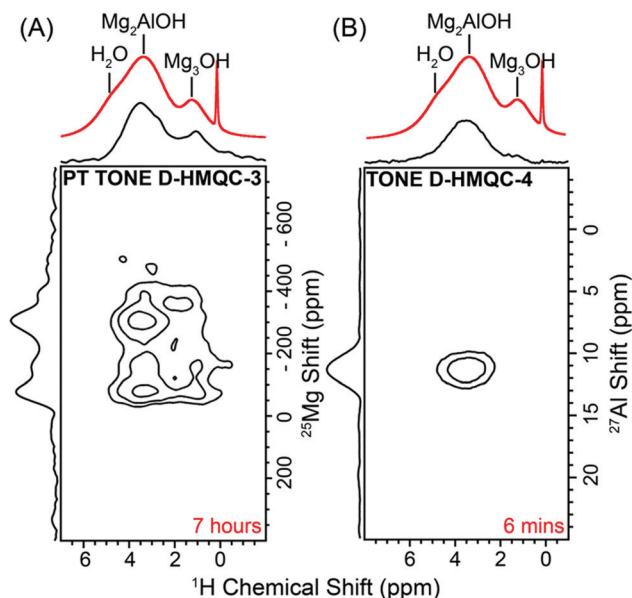 (A)
Mg2AlOH
H2O
Mg3OH
PT TONE D-HMQC-3
- 600
- 400
- 200
0
200
25Mg Shift (ppm)
7 hours
6 4 2 0
(B)
Mg2AlOH
H2O
Mg3OH
TONE D-HMQC-4
0
5
10
15
20
27Al Shift (ppm)
6 mins
6 4 2 0
1H Chemical Shift (ppm)